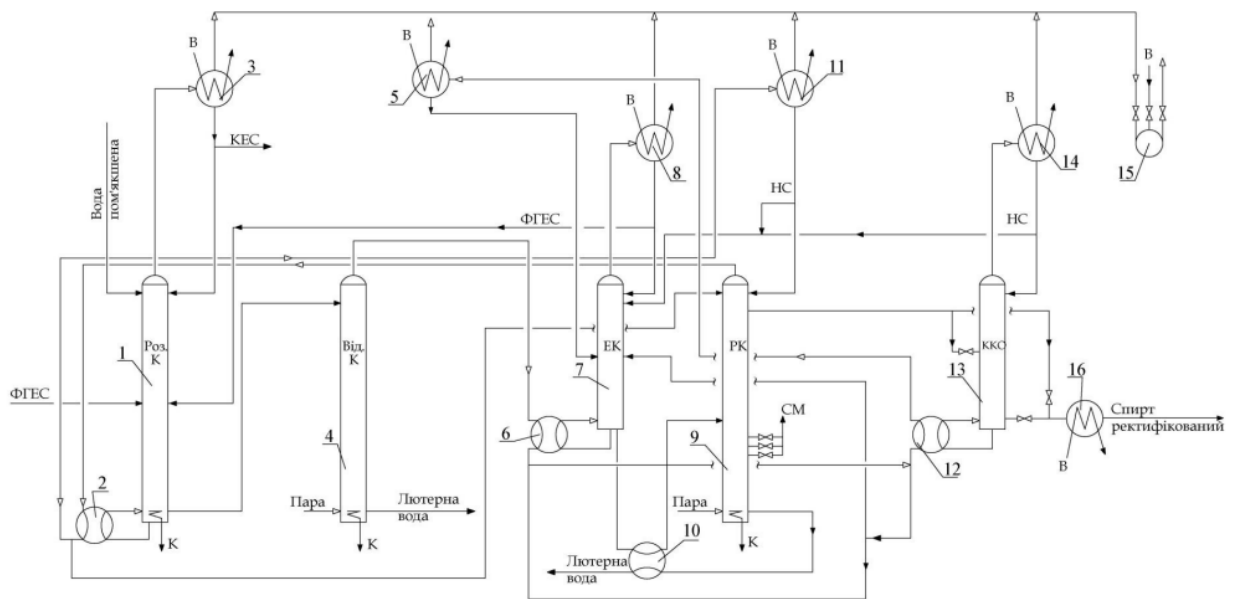 В
3
В
5
В
11
В
15
В
8
В
14
КЕС
Вода
пом'якшена
НС
НС
ФГЕС
Роз.
К
1
Від.
К
4
ЕК
7
РК
9
ККО
13
ФГЕС
СМ
16
Спирт
ректифікований
В
6
12
2
Пара
Лютерна
вода
Пара
К
К
К
10
Лютерна
вода